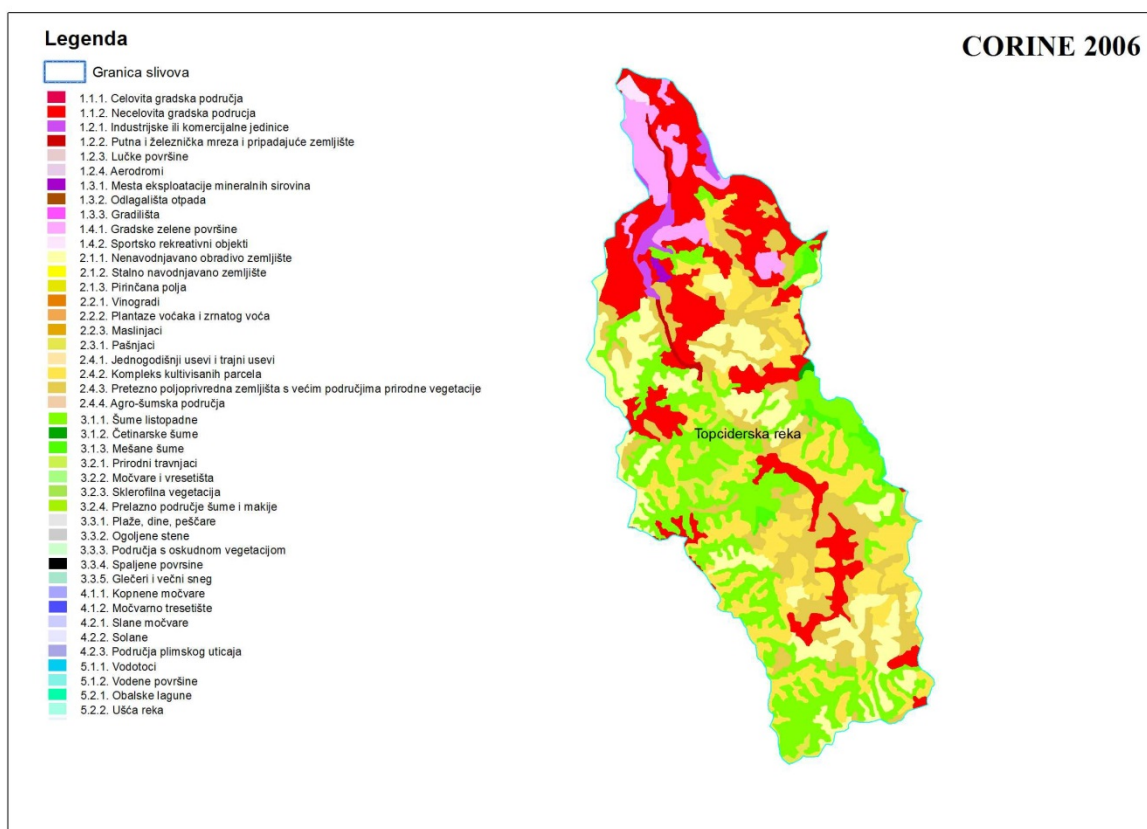 Legenda
CORINE 2006
Granica slivova
1.1.1. Celovita gradska područja
1.1.2. Necelovita gradska podrucja
1.2.1. Industrijske ili komercijalne jedinice
1.2.2. Putna i železnička mreza i pripadajuće zemljište
1.2.3. Lučke površine
1.2.4. Aerodromi
1.3.1. Mesta eksploatacije mineralnih sirovina
1.3.2. Odlagališta otpada
1.3.3. Gradilišta
1.4.1. Gradske zelene površine
1.4.2. Sportsko rekreativni objekti
2.1.1. Nenavodnjavano obradivo zemljište
2.1.2. Stalno navodnjavano zemljište
2.1.3. Pirinčana polja
2.2.1. Vinogradi
2.2.2. Plantaze voćaka i zrnatog voća
2.2.3. Maslinjaci
2.3.1. Pašnjaci
2.4.1. Jednogodišnji usevi i trajni usevi
2.4.2. Kompleks kultivisanih parcela
2.4.3. Pretezno poljoprivredna zemljišta s većim područjima prirodne vegetacije
2.4.4. Agro-šumska područja
3.1.1. Šume listopadne
3.1.2. Četinarske šume
3.1.3. Mešane šume
3.2.1. Prirodni travnjaci
3.2.2. Močvare i vresetišta
3.2.3. Sklerofilna vegetacija
3.2.4. Prelazno područje šume i makije
3.3.1. Plaže, dine, peščare
3.3.2. Ogoljene stene
3.3.3. Područja s oskudnom vegetacijom
3.3.4. Spaljene povrsine
3.3.5. Glečeri i večni sneg
4.1.1. Kopnene močvare
4.1.2. Močvarno tresetište
4.2.1. Slane močvare
4.2.2. Solane
4.2.3. Područja plimskog uticaja
5.1.1. Vodotoci
5.1.2. Vodene površine
5.2.1. Obalske lagune
5.2.2. Ušća reka
Topciderska reka